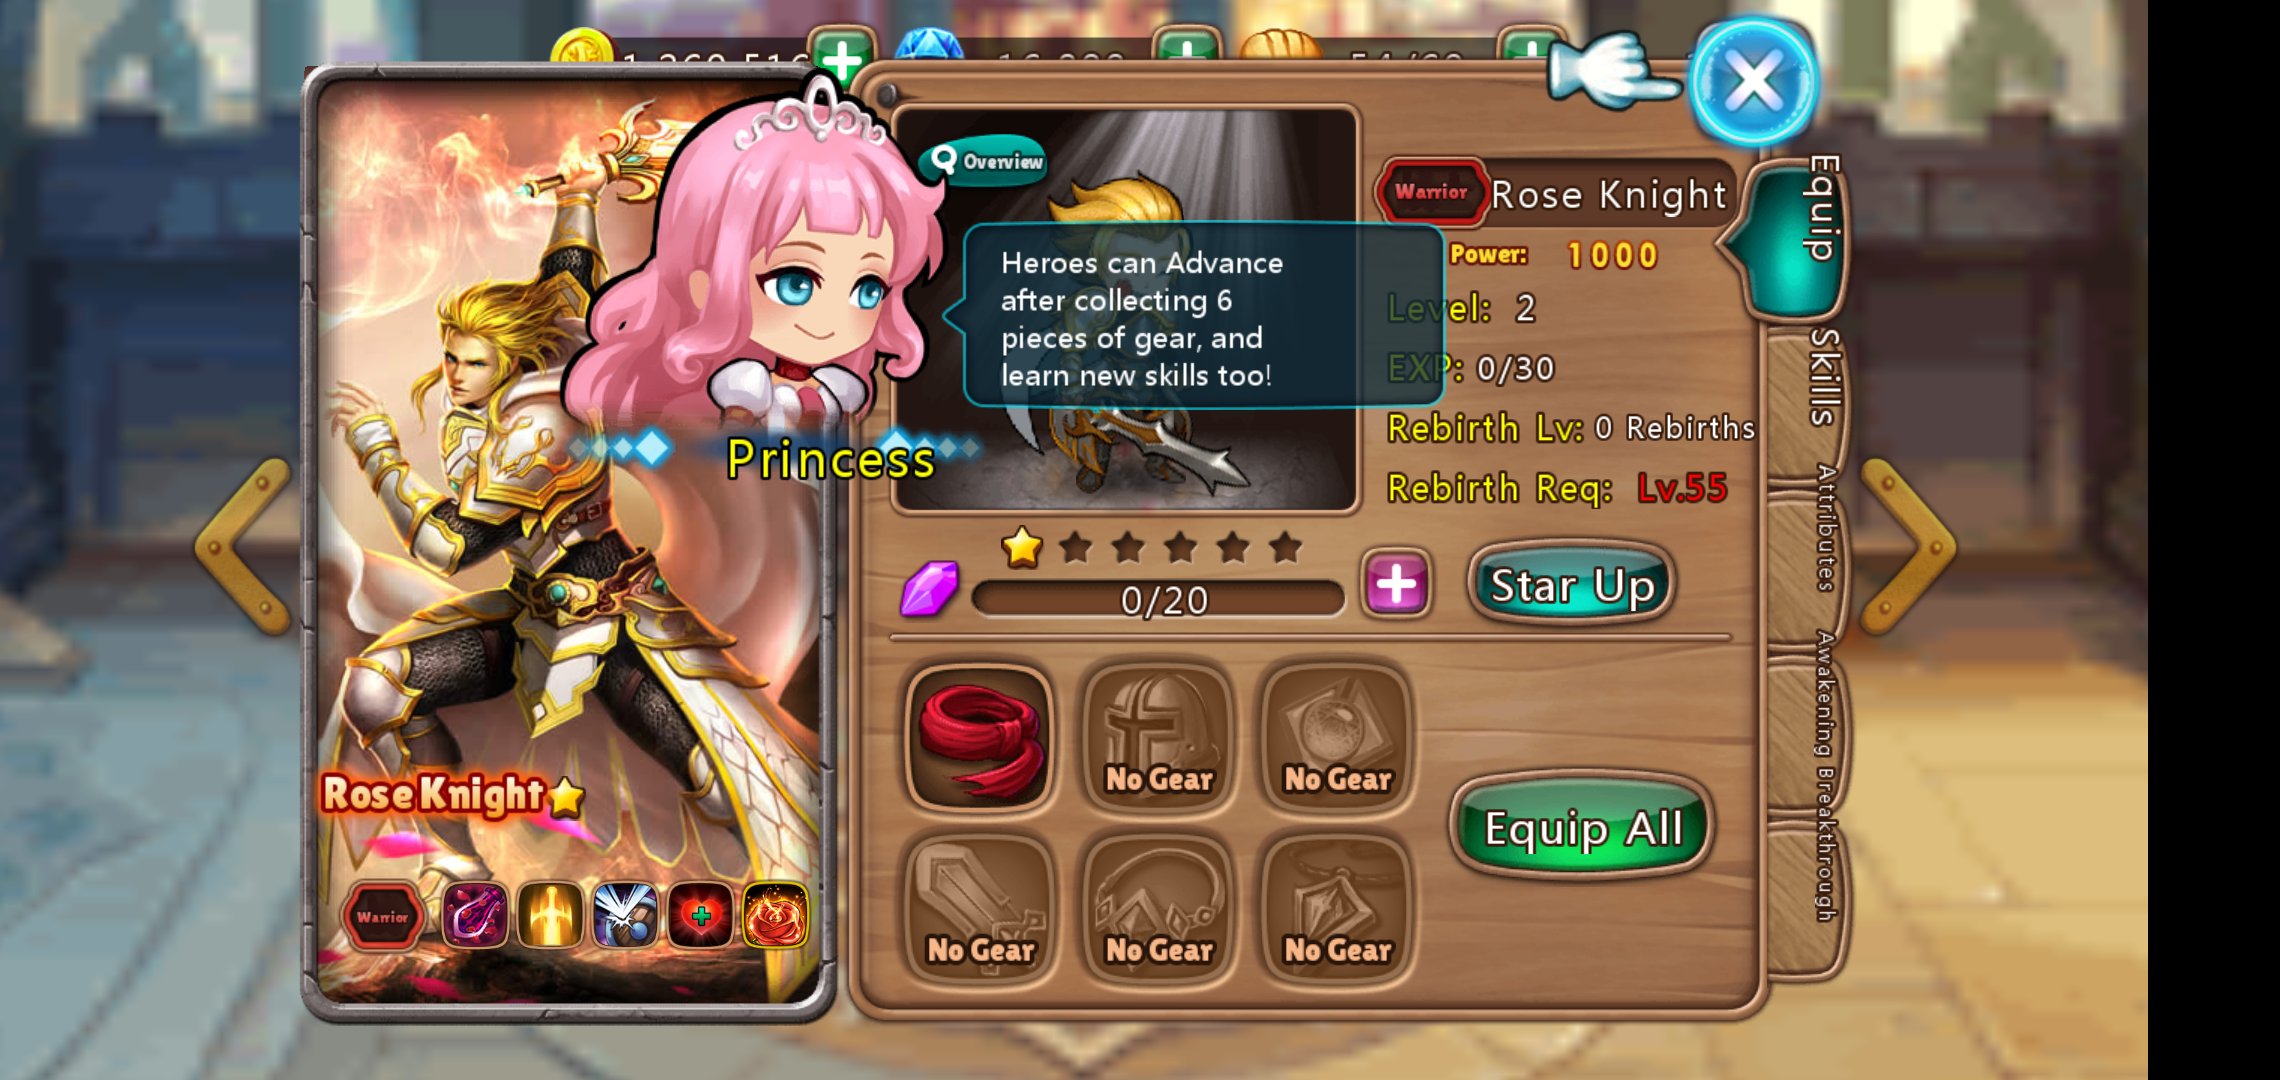 Overview
Warrior
Rose Knight
Power: 1000
Heroes can Advance
after collecting 6
pieces of gear, and
learn new skills too!
Level: 2
EXP: 0/30
Rebirth Lv: 0 Rebirths
Rebirth Req: Lv.55
Princess
0/20
Star Up
No Gear
No Gear
Equip All
No Gear
No Gear
No Gear
Rose Knight
Warrior
Equip
Skills
Attributes
Awakening
Breakthrough